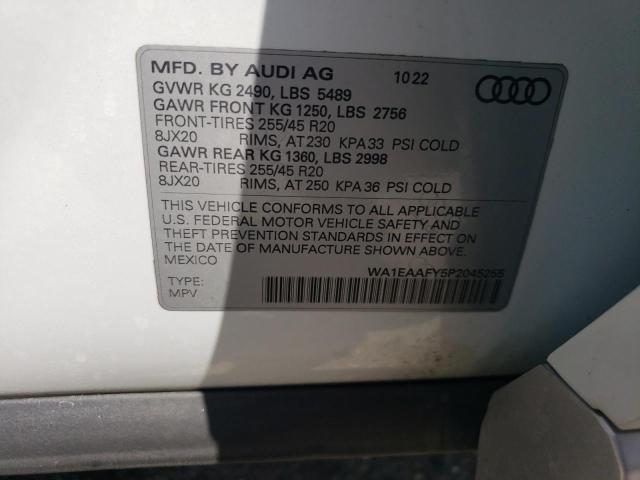 MFD. BY AUDI AG 10 22
GVWR KG 2490, LBS 5489
GAWR FRONT KG 1250, LBS 2756
FRONT-TIRES 255/45 R20
8JX20 RIMS, AT 230 KPA 33 PSI COLD
GAWR REAR KG 1360, LBS 2998
REAR-TIRES 255/45 R20
8JX20 RIMS, AT 250 KPA 36 PSI COLD
THIS VEHICLE CONFORMS TO ALL APPLICABLE
U.S. FEDERAL MOTOR VEHICLE SAFETY AND
THEFT PREVENTION STANDARDS IN EFFECT ON
THE DATE OF MANUFACTURE SHOWN ABOVE.
MEXICO
WA1EAAFY5P2045255
TYPE:
MPV